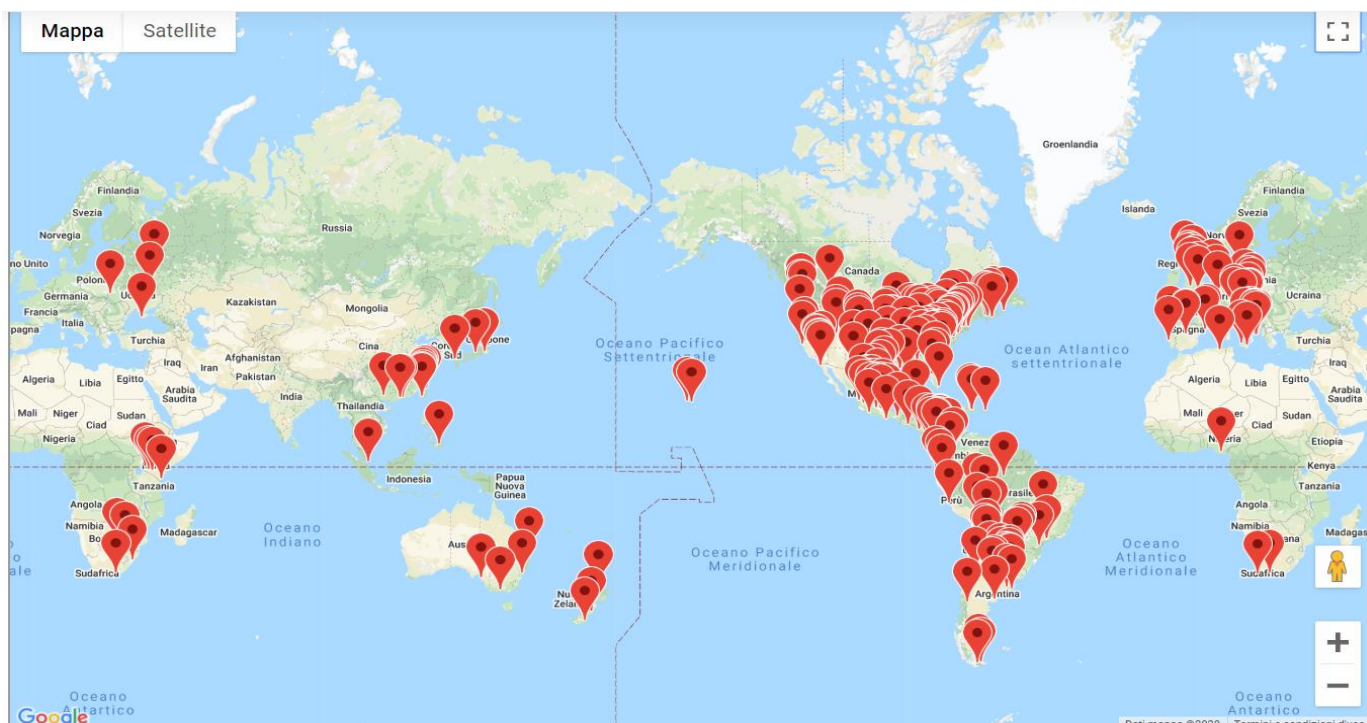 Mappa Satellite
Groenlandia
Finlandia
Finlandia
Svezia
Islanda
Svezia
Norvegia
Russia
no Unito
Canada
Germania
Ucraina
Francia
Kazakistan
Mongolia
Italia
Turchia
Oceano Pacifico
Settentrionale
Ocean Atlantico
settentrionale
Turchia
Cina
Afghanistan
Iraq
Iran
Pakistan
Iraq
Algeria
Libia
Egitto
Arabia
Saudita
India
Algeria
Libia
Egitto
Arabia
Saudita
Mali
Niger
Sudan
Ciad
Thailandia
Mali
Sudan
Ciad
Nigeria
Nigeria
Etiopia
Kenya
Tanzania
Indonesia
Papua
Nuova
Guinea
Perù
Tanzania
Angola
Angola
Namibia
Madagascar
Oceano
Indiano
Namibia
Oceano Pacifico
Meridionale
Oceano
Atlantico
Meridionale
Sudafrica
Sudafrica
Argentina
Oceano
Antartico
Oceano
Antartico
Google